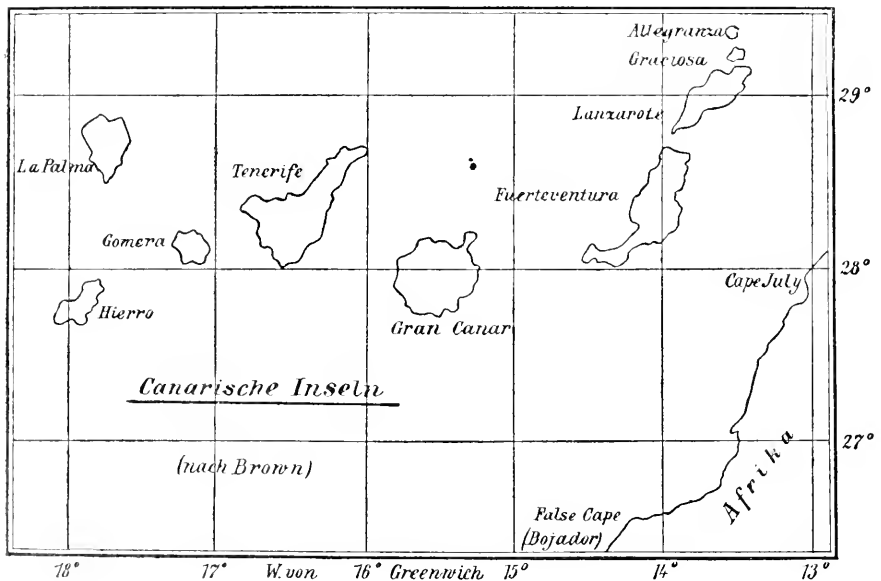 Allegranza
Graciosa
29°
Lanzarote
La Palma
Tenerife
Fuerteventura
Gomera
28°
Cape July
Hierro
Gran Canar
Canarische Inseln
27°
(nach Brown)
Afrika
False Cape
(Bojador)
18° 17° W. von 16° Greenwich 15° 14° 13°